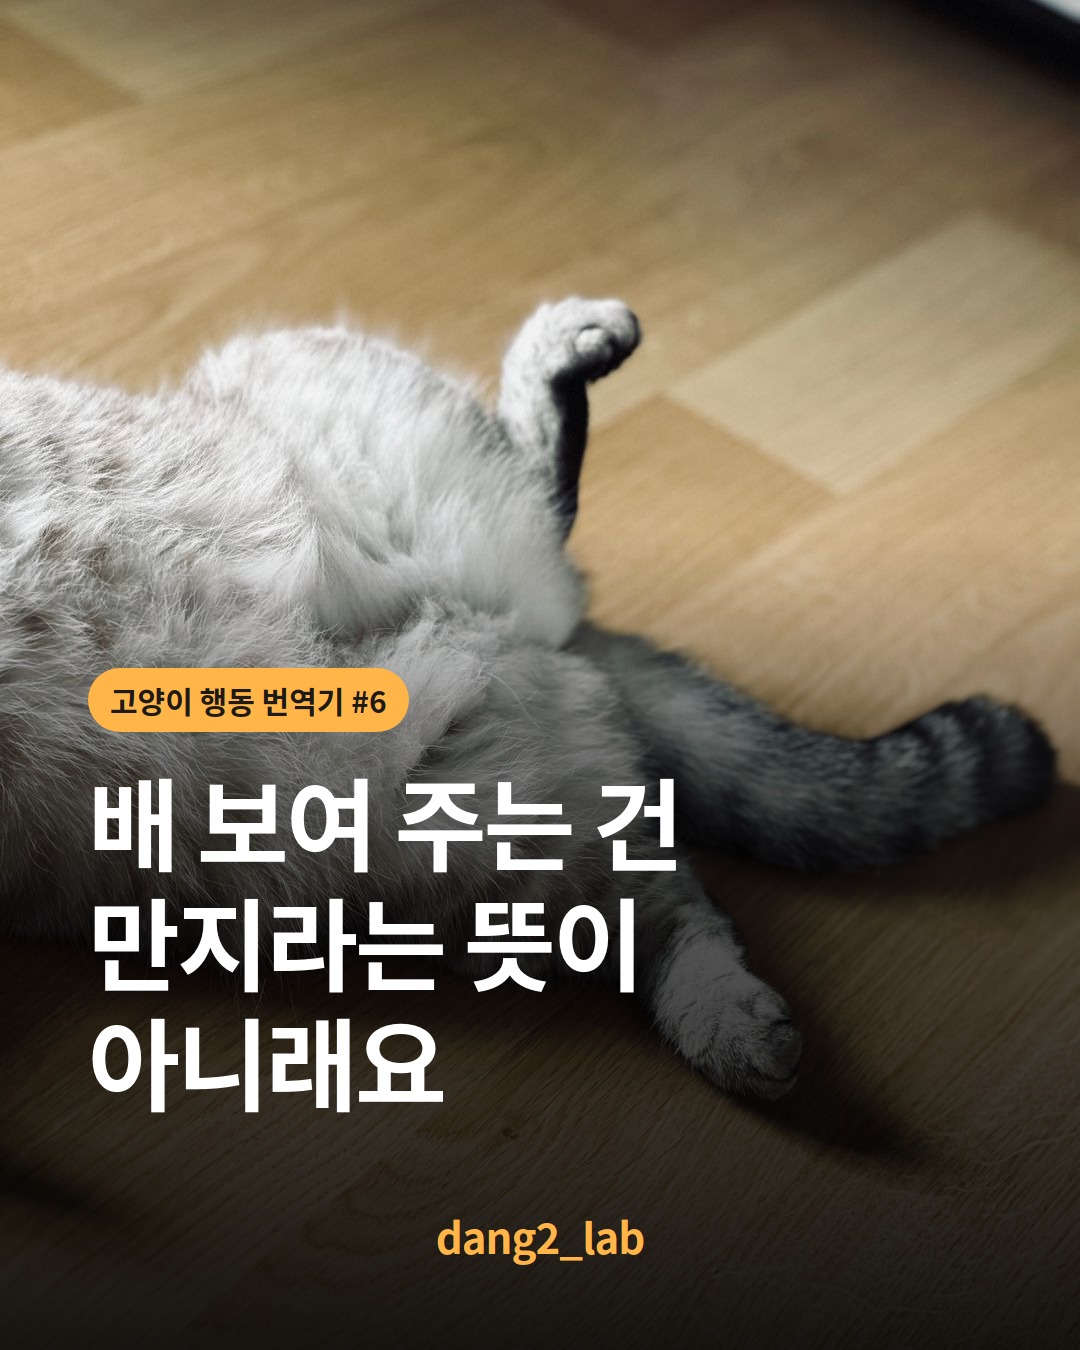 고양이 행동 번역기 #6
배 보여 주는 건
만지라는 뜻이
아니래요
dang2_lab